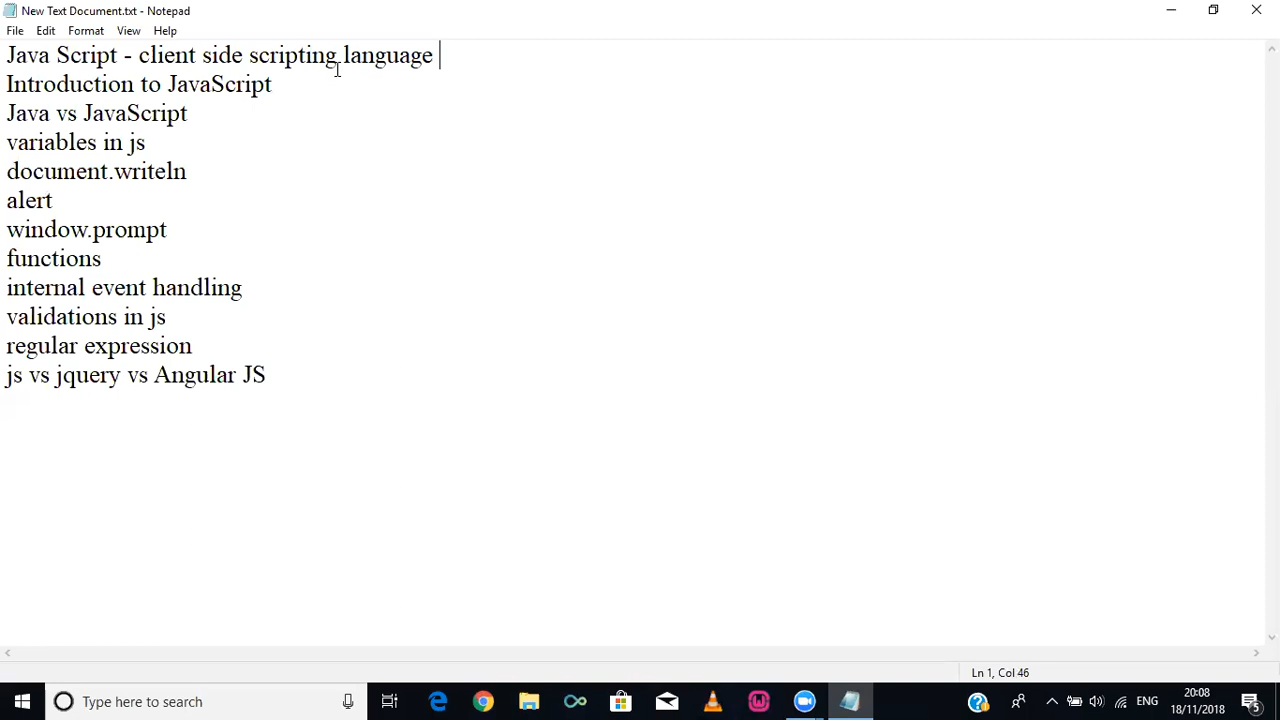 New Text Document.txt - Notepad
File Edit Format View Help
Java Script - client side scripting language
Introduction to JavaScript
Java vs JavaScript
variables in js
document.writeln
alert
window.prompt
functions
internal event handling
validations in js
regular expression
js vs jquery vs Angular JS
Ln 1, Col 46
Type here to search
ENG
20:08
18/11/2018
5